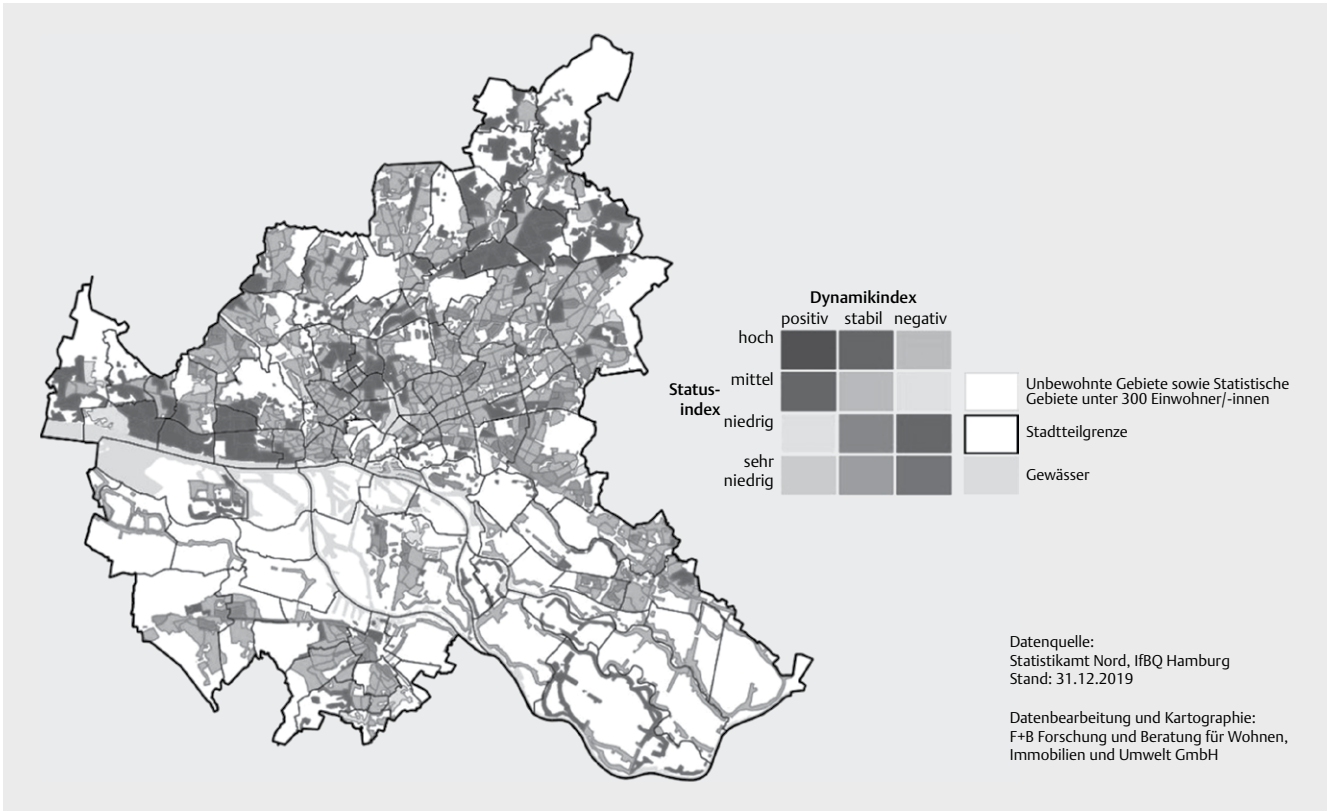 Dynamikindex
positiv stabil negativ
hoch
mittel
Status-
index
niedrig
sehr
niedrig
Unbewohnte Gebiete sowie Statistische
Gebiete unter 300 Einwohner/-innen
Stadtteilgrenze
Gewässer
Datenquelle:
Statistikamt Nord, IfBQ Hamburg
Stand: 31.12.2019
Datenbearbeitung und Kartographie:
F+B Forschung und Beratung für Wohnen,
Immobilien und Umwelt GmbH